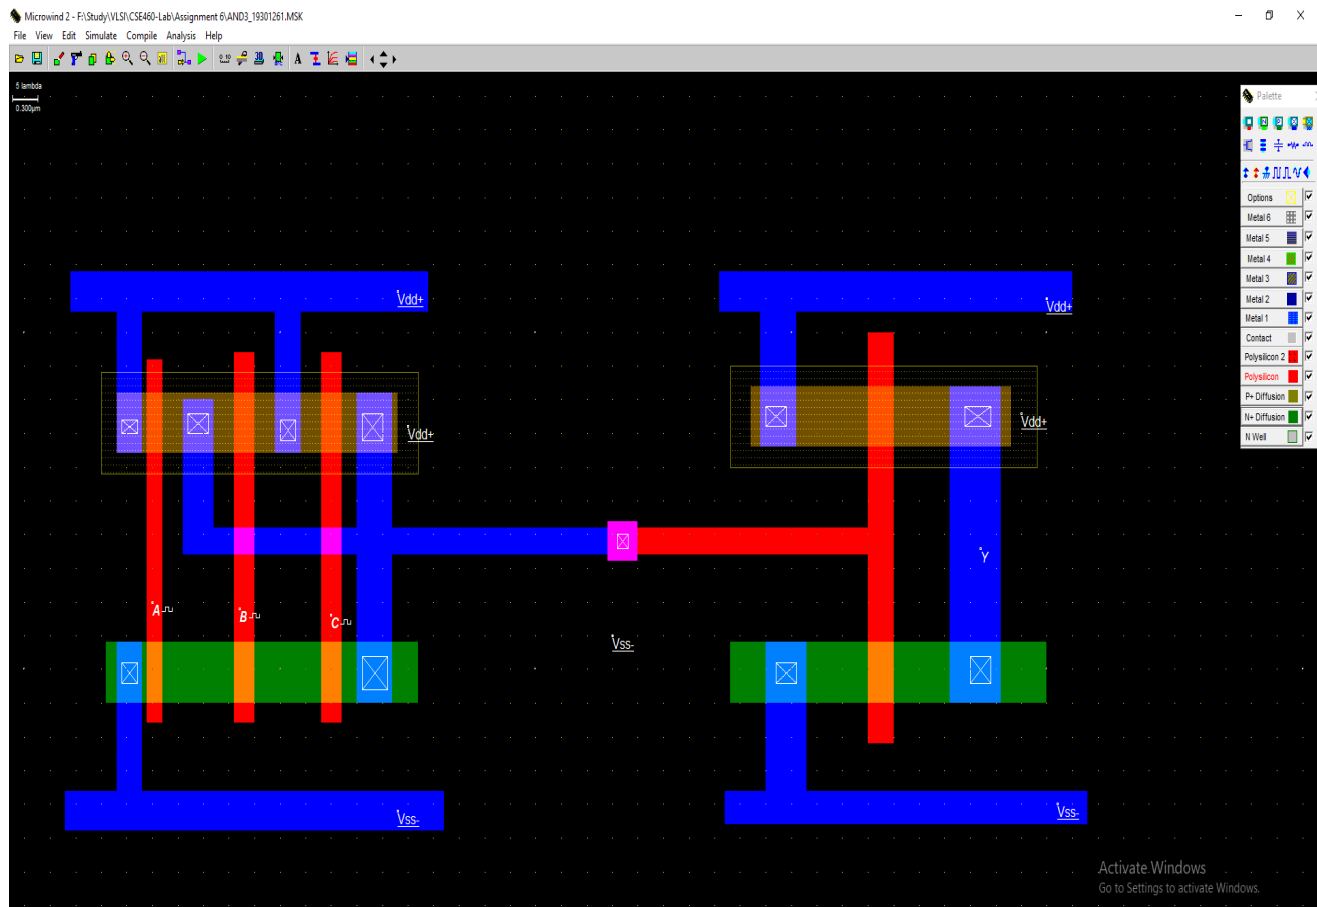 Microwind 2 - F:\Study\VLSI\CSE460-Lab\Assignment 6\AND3_19301261.MSK
File View Edit Simulate Compile Analysis Help
5 lambda
0.300µm
Palette
Options
Metal 6
Metal 5
Metal 4
Metal 3
Metal 2
Metal 1
Contact
Polysilicon 2
Polysilicon
P+ Diffusion
N+ Diffusion
N Well
Vdd+
Vdd+
Vdd+
Vdd+
Y
A
B
C
Vss-
Vss-
Vss-
Activate Windows
Go to Settings to activate Windows.